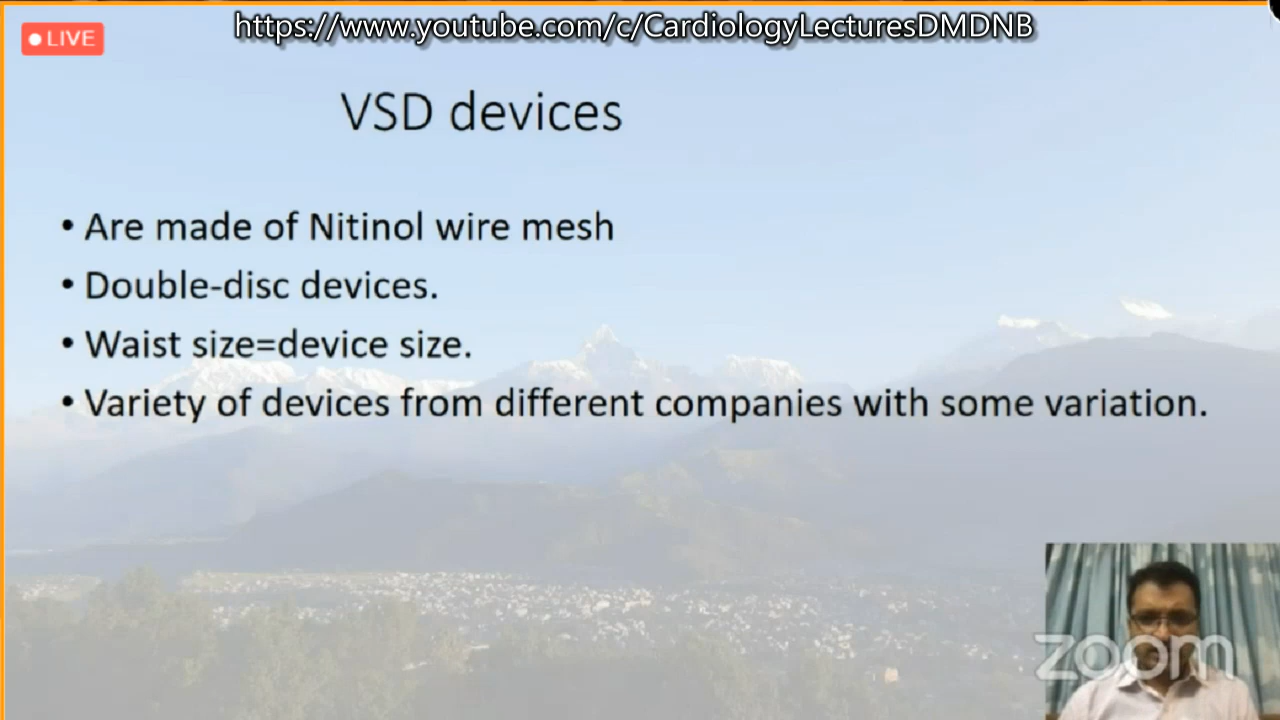 https://www.youtube.com/c/CardiologyLecturesDMDNB
LIVE
VSD devices
• Are made of Nitinol wire mesh
• Double-disc devices.
• Waist size=device size.
• Variety of devices from different companies with some variation.
zoom